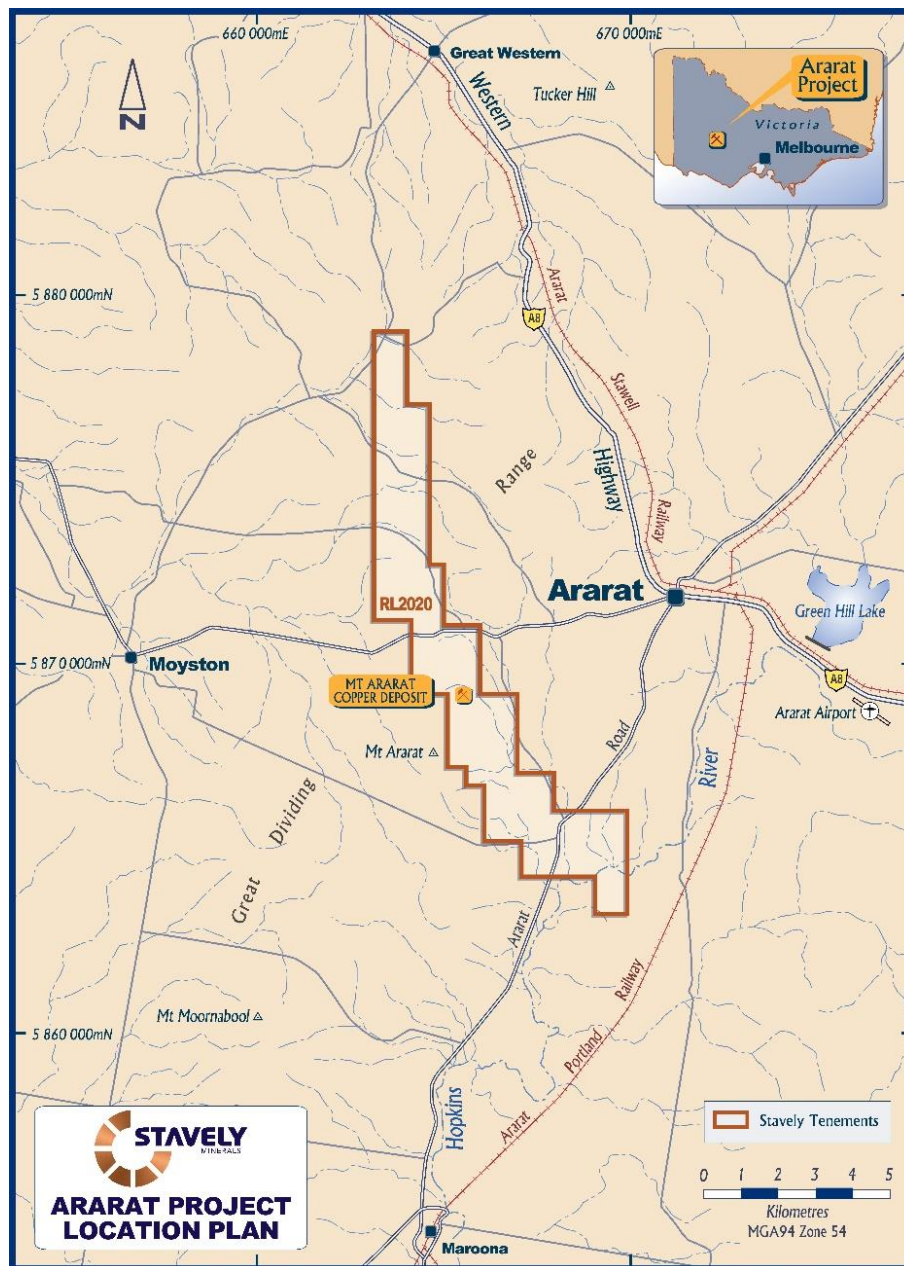 660 000mE
670 000mE
Great Western
Western
Tucker Hill
Ararat
Project
Victoria
Melbourne
N
5 880 000mN
Ararat
A8
Stawell
Highway
Range
Railway
RL2020
Ararat
Green Hill Lake
Moyston
5 870 000mN
MT ARARAT
COPPER DEPOSIT
A8
Ararat Airport
Mt Ararat
Road
River
Dividing
Great
Ararat
Railway
Mt Moornabool
5 860 000mN
Portland
Ararat
Hopkins
STAVELY
MINERALS
ARARAT PROJECT
LOCATION PLAN
Stavely Tenements
0 1 2 3 4 5
Kilometres
MGA94 Zone 54
Maroona